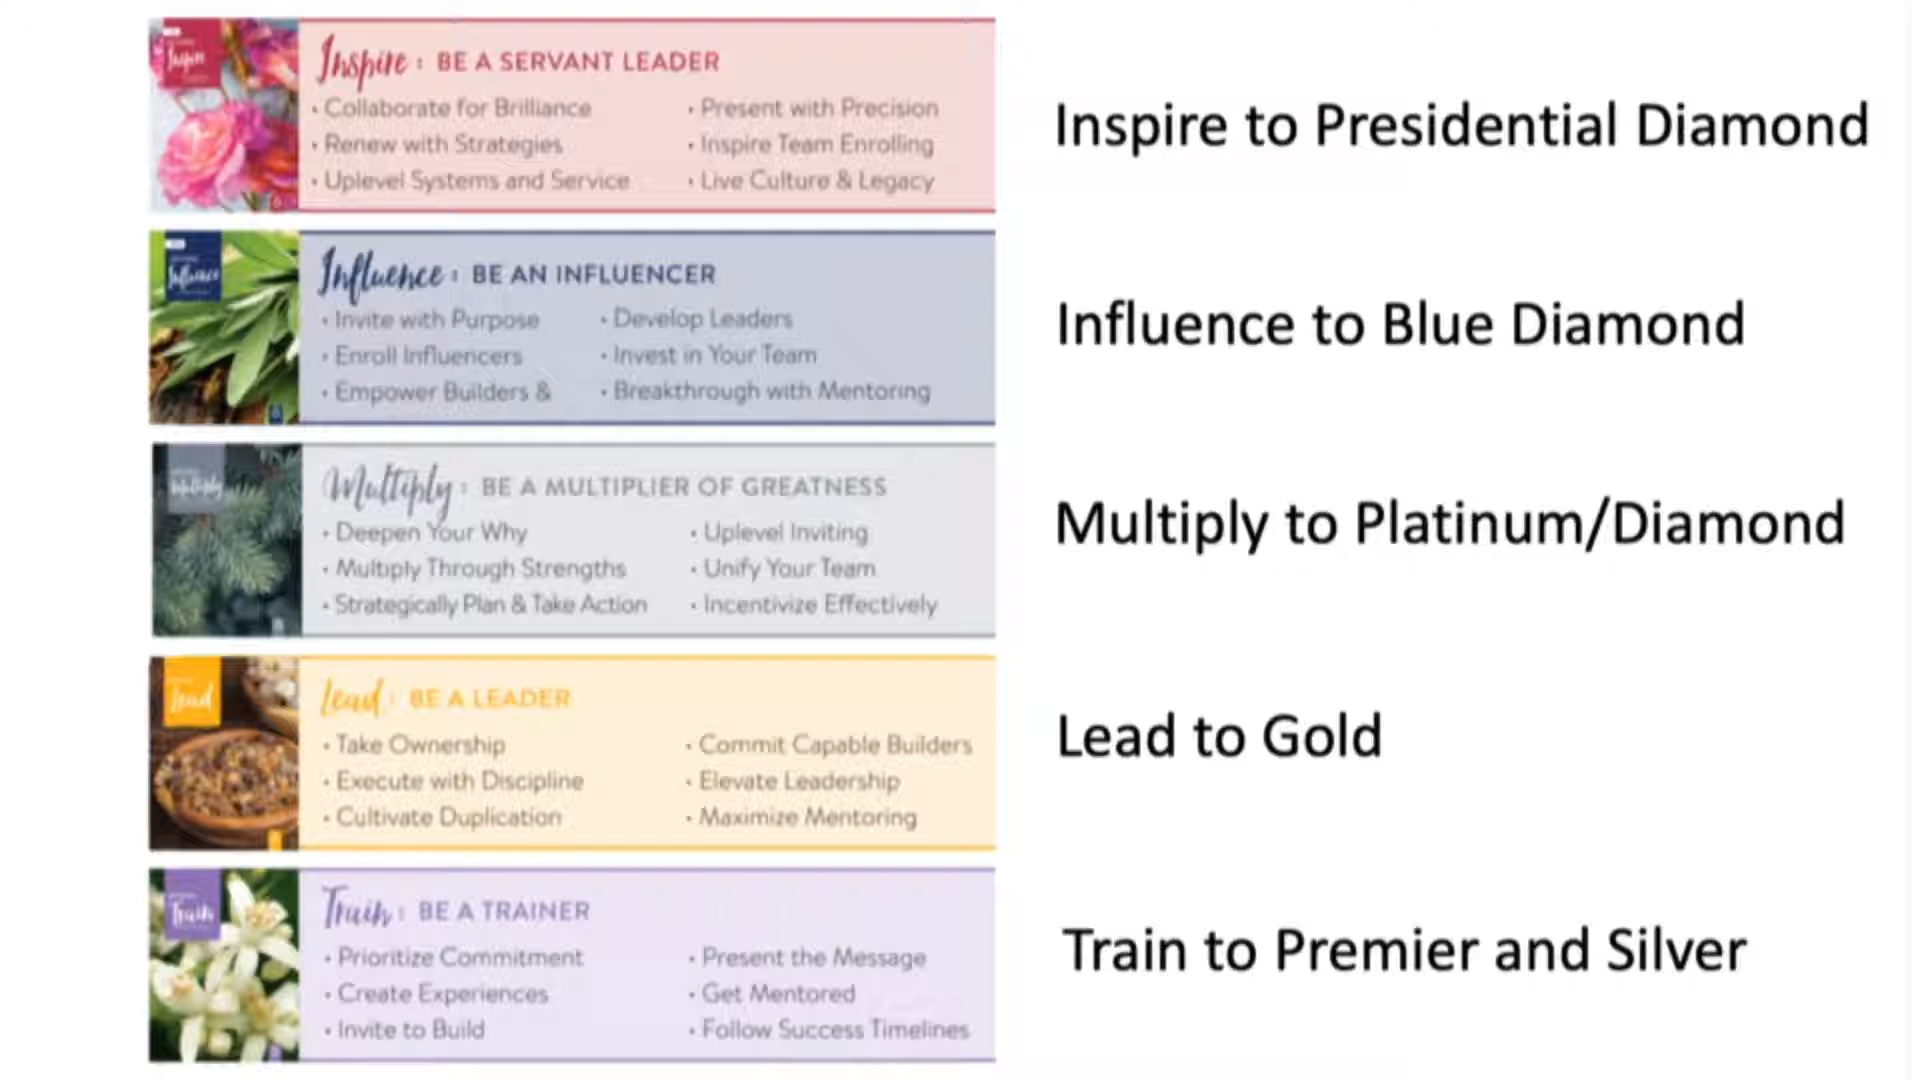 Inspire
Inspire : BE A SERVANT LEADER
• Collaborate for Brilliance
• Renew with Strategies
• Uplevel Systems and Service
• Present with Precision
• Inspire Team Enrolling
• Live Culture & Legacy
Inspire to Presidential Diamond
Influence
Influence : BE AN INFLUENCER
• Invite with Purpose
• Enroll Influencers
• Empower Builders &
• Develop Leaders
• Invest in Your Team
• Breakthrough with Mentoring
Influence to Blue Diamond
Multiply
Multiply : BE A MULTIPLIER OF GREATNESS
• Deepen Your Why
• Multiply Through Strengths
• Strategically Plan & Take Action
• Uplevel Inviting
• Unify Your Team
• Incentivize Effectively
Multiply to Platinum/Diamond
Lead
Lead : BE A LEADER
• Take Ownership
• Execute with Discipline
• Cultivate Duplication
• Commit Capable Builders
• Elevate Leadership
• Maximize Mentoring
Lead to Gold
Train
Train : BE A TRAINER
• Prioritize Commitment
• Create Experiences
• Invite to Build
• Present the Message
• Get Mentored
• Follow Success Timelines
Train to Premier and Silver